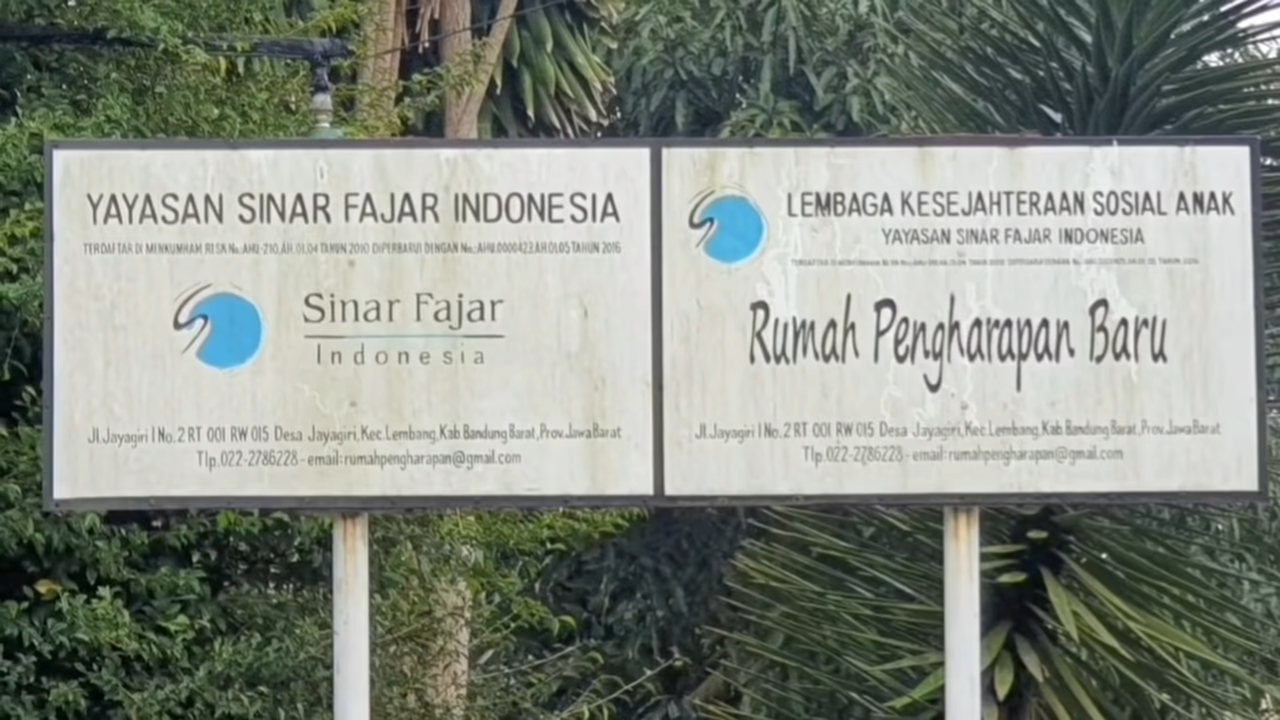 YAYASAN SINAR FAJAR INDONESIA
TERDAFTAR DI MENKUMHAM RI SK No.:AHU-210.AH.01.04 TAHUN 2010 DIPERBARUI DENGAN No.:AHU.0000423.AH.01.05 TAHUN 2016
Sinar Fajar
Indonesia
Jl.Jayagiri I No.2 RT 001 RW 015 Desa Jayagiri,Kec.Lembang,Kab.Bandung Barat,Prov.Jawa Barat
Tlp.022-2786228 - email:rumahpengharapan@gmail.com
LEMBAGA KESEJAHTERAAN SOSIAL ANAK
YAYASAN SINAR FAJAR INDONESIA
Rumah Pengharapan Baru
Jl.Jayagiri I No.2 RT 001 RW 015 Desa Jayagiri,Kec.Lembang,Kab.Bandung Barat,Prov.Jawa Barat
Tlp.022-2786228 - email:rumahpengharapan@gmail.com